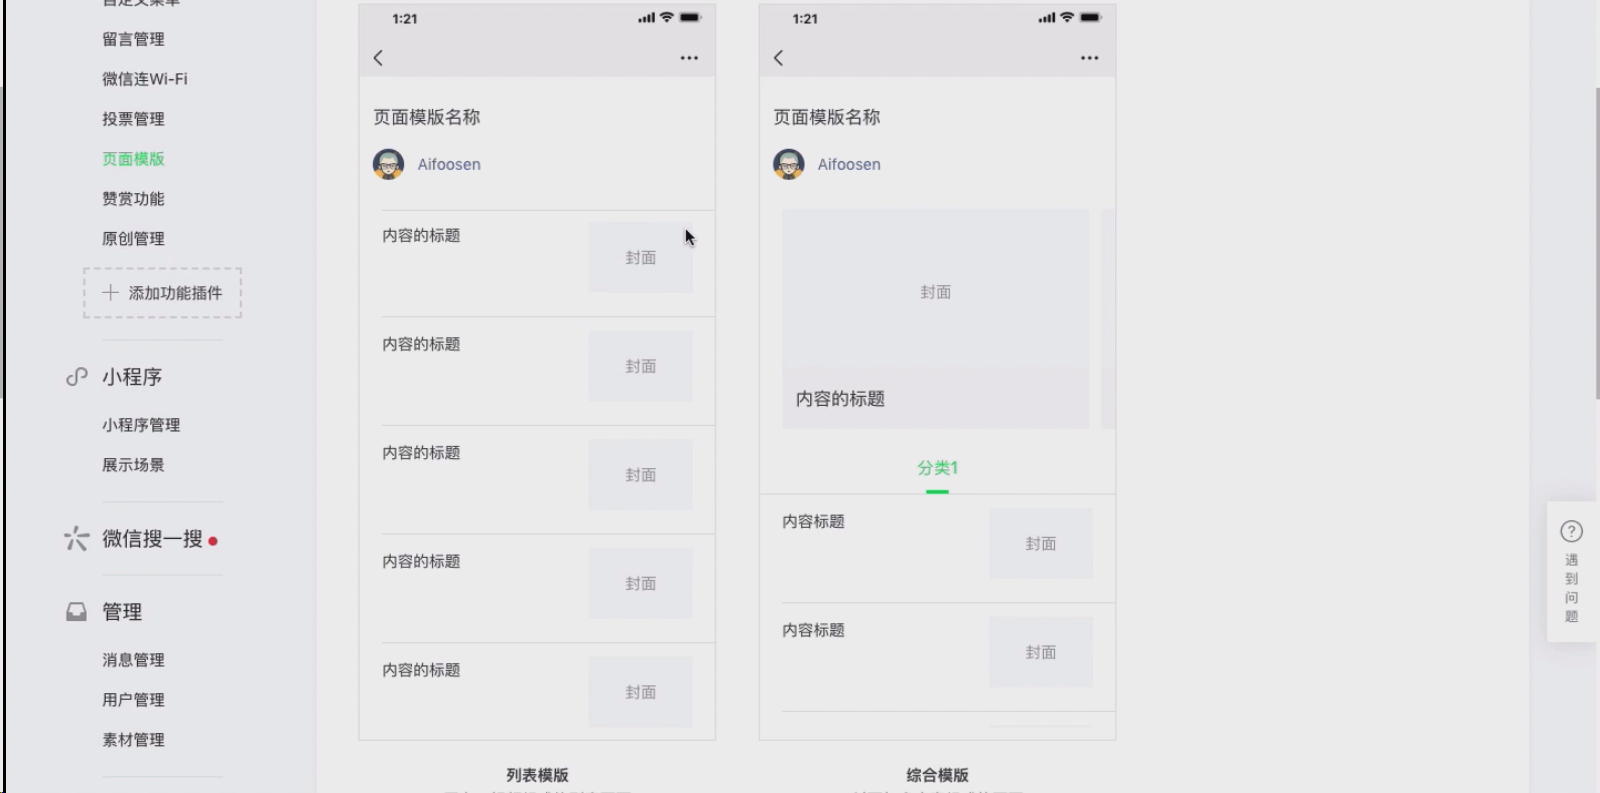 自定义菜单
留言管理
微信连Wi-Fi
投票管理
页面模版
赞赏功能
原创管理
添加功能插件
小程序
小程序管理
展示场景
微信搜一搜
管理
消息管理
用户管理
素材管理
1:21
页面模版名称
Aifoosen
内容的标题
封面
内容的标题
封面
内容的标题
封面
内容的标题
封面
内容的标题
封面
列表模版
1:21
页面模版名称
Aifoosen
封面
内容的标题
分类1
内容标题
封面
内容标题
封面
综合模版
遇到问题